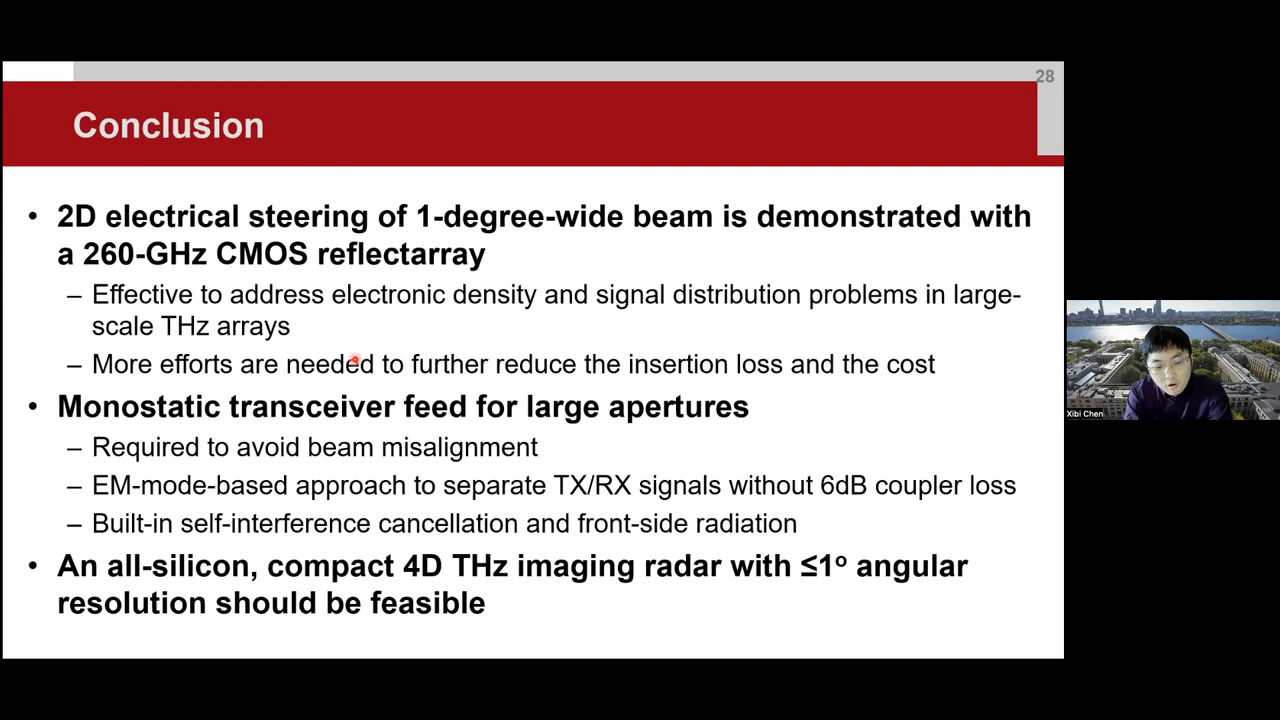 28
Conclusion
• 2D electrical steering of 1-degree-wide beam is demonstrated with
a 260-GHz CMOS reflectarray
– Effective to address electronic density and signal distribution problems in large-
scale THz arrays
– More efforts are needed to further reduce the insertion loss and the cost
• Monostatic transceiver feed for large apertures
– Required to avoid beam misalignment
– EM-mode-based approach to separate TX/RX signals without 6dB coupler loss
– Built-in self-interference cancellation and front-side radiation
• An all-silicon, compact 4D THz imaging radar with ≤1º angular
resolution should be feasible
Xibi Chen